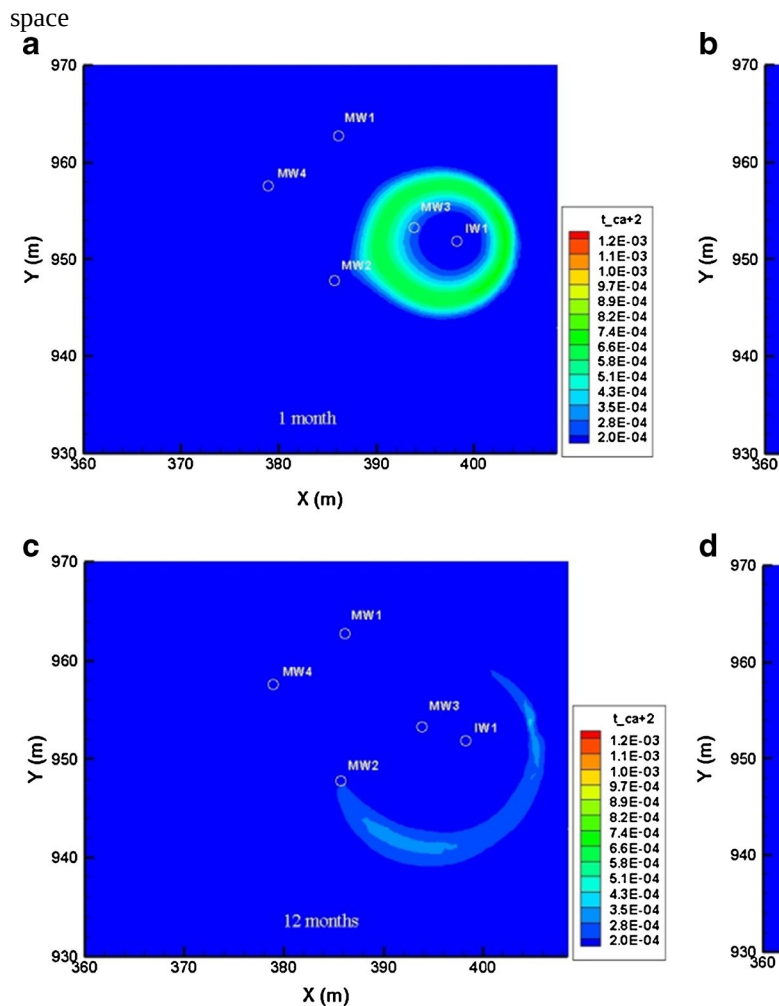 space
a
b
970
960
950
940
930
Y (m)
MW1
MW4
MW3
IW1
MW2
1 month
360
370
380
390
400
X (m)
t_ca+2
1.2E-03
1.1E-03
1.0E-03
9.7E-04
8.9E-04
8.2E-04
7.4E-04
6.6E-04
5.8E-04
5.1E-04
4.3E-04
3.5E-04
2.8E-04
2.0E-04
970
960
950
940
930
360
Y (m)
c
d
970
960
950
940
930
Y (m)
MW1
MW4
MW3
IW1
MW2
12 months
360
370
380
390
400
X (m)
t_ca+2
1.2E-03
1.1E-03
1.0E-03
9.7E-04
8.9E-04
8.2E-04
7.4E-04
6.6E-04
5.8E-04
5.1E-04
4.3E-04
3.5E-04
2.8E-04
2.0E-04
970
960
950
940
930
360
Y (m)